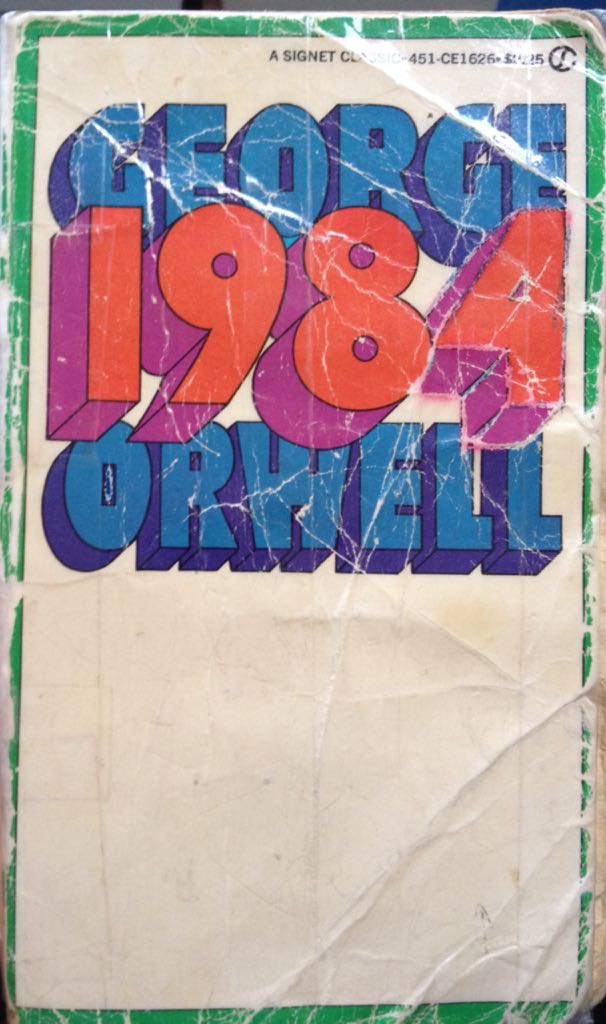 A SIGNET CLASSIC•451-CE1626•
GEORGE
1984
ORWELL